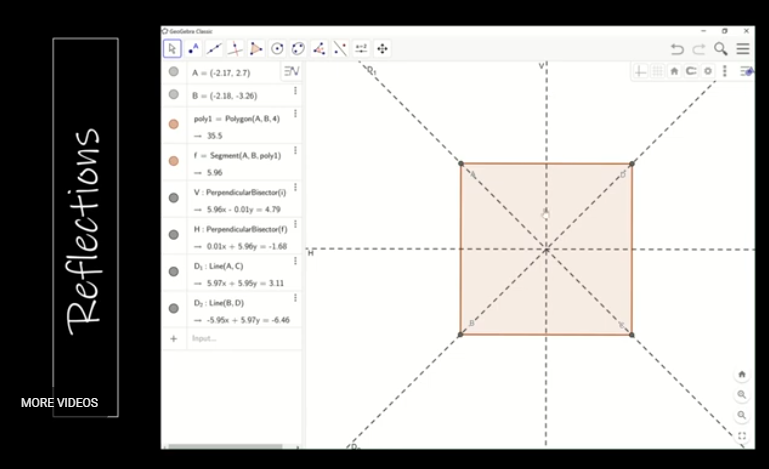 Reflections
MORE VIDEOS
GeoGebra Classic
A = (-2.17, 2.7)
B = (-2.18, -3.26)
poly1 = Polygon(A, B, 4)
→ 35.5
f = Segment(A, B, poly1)
→ 5.96
V : PerpendicularBisector(i)
→ 5.96x - 0.01y = 4.79
H : PerpendicularBisector(f)
→ 0.01x + 5.96y = -1.68
D₁ : Line(A, C)
→ 5.97x + 5.95y = 3.11
D₂ : Line(B, D)
→ -5.95x + 5.97y = -6.46
+ Input...
D₁
V
A
H
B